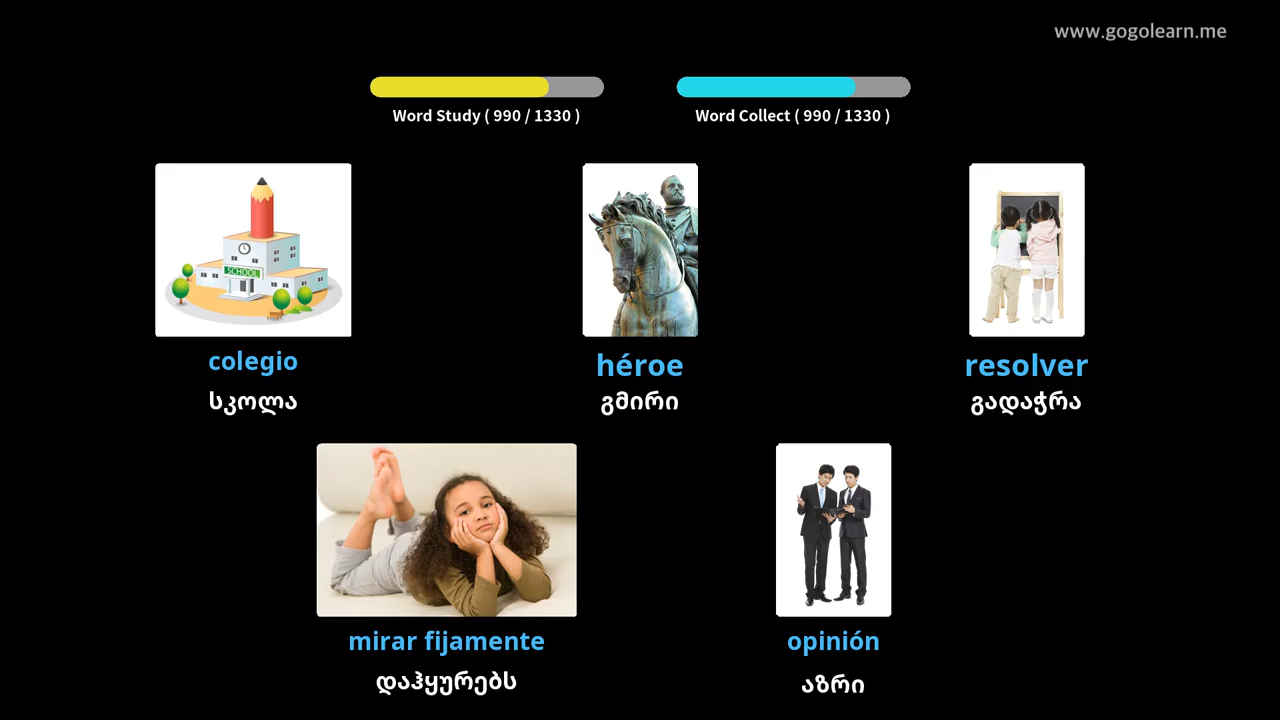 www.gogolearn.me
Word Study ( 990 / 1330 )
Word Collect ( 990 / 1330 )
SCHOOL
colegio
héroe
resolver
სკოლა
გმირი
გადაჭრა
mirar fijamente
opinión
დაჰყურებს
აზრი